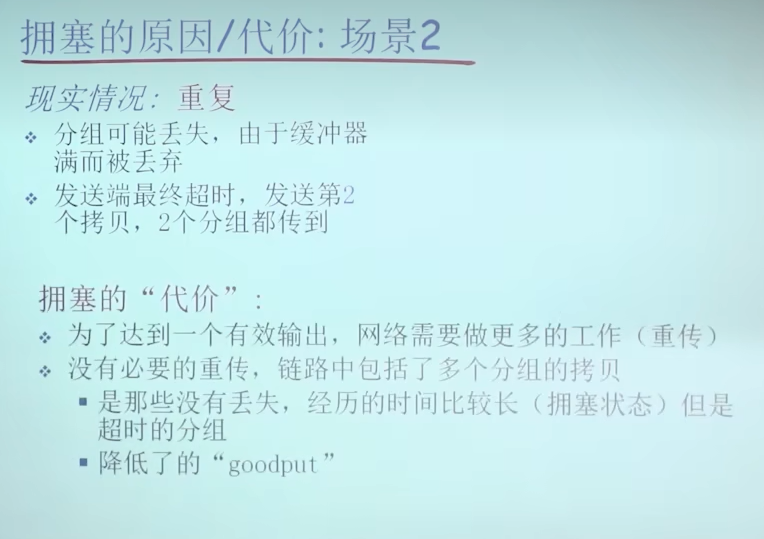 拥塞的原因/代价: 场景2
现实情况: 重复
❖ 分组可能丢失, 由于缓冲器
满而被丢弃
❖ 发送端最终超时, 发送第2
个拷贝, 2个分组都传到
拥塞的“代价”:
❖ 为了达到一个有效输出, 网络需要做更多的工作（重传）
❖ 没有必要的重传, 链路中包括了多个分组的拷贝
▪ 是那些没有丢失, 经历的时间比较长（拥塞状态）但是
超时的分组
▪ 降低了的“goodput”